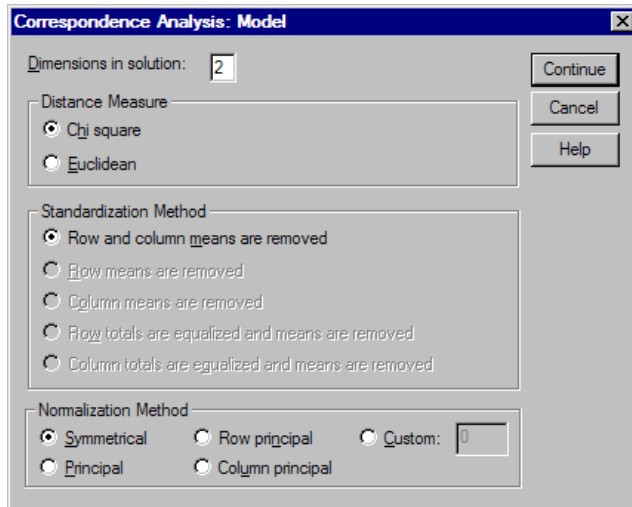 Correspondence Analysis: Model
Dimensions in solution: 2
Continue
Cancel
Help
Distance Measure
Chi square
Euclidean
Standardization Method
Row and column means are removed
Row means are removed
Column means are removed
Row totals are equalized and means are removed
Column totals are equalized and means are removed
Normalization Method
Symmetrical Row principal Custom: 0
Principal Column principal